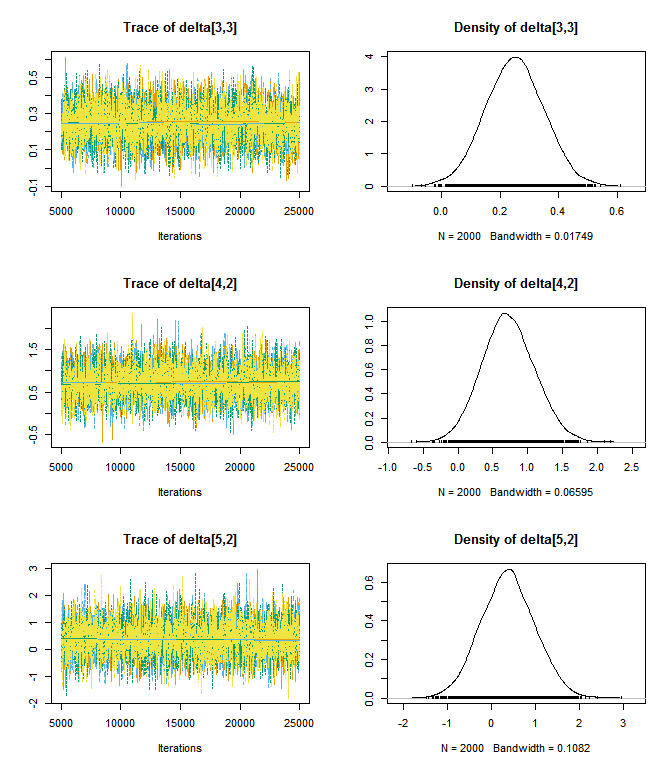 Trace of delta[3,3]
-0.1 0.1 0.3 0.5
5000 10000 15000 20000 25000
Iterations
Density of delta[3,3]
0 1 2 3 4
0.0 0.2 0.4 0.6
N = 2000 Bandwidth = 0.01749
Trace of delta[4,2]
-0.5 0.5 1.5
5000 10000 15000 20000 25000
Iterations
Density of delta[4,2]
0.0 0.2 0.4 0.6 0.8 1.0
-1.0 -0.5 0.0 0.5 1.0 1.5 2.0 2.5
N = 2000 Bandwidth = 0.06595
Trace of delta[5,2]
-2 -1 0 1 2 3
5000 10000 15000 20000 25000
Iterations
Density of delta[5,2]
0.0 0.2 0.4 0.6
-2 -1 0 1 2 3
N = 2000 Bandwidth = 0.1082